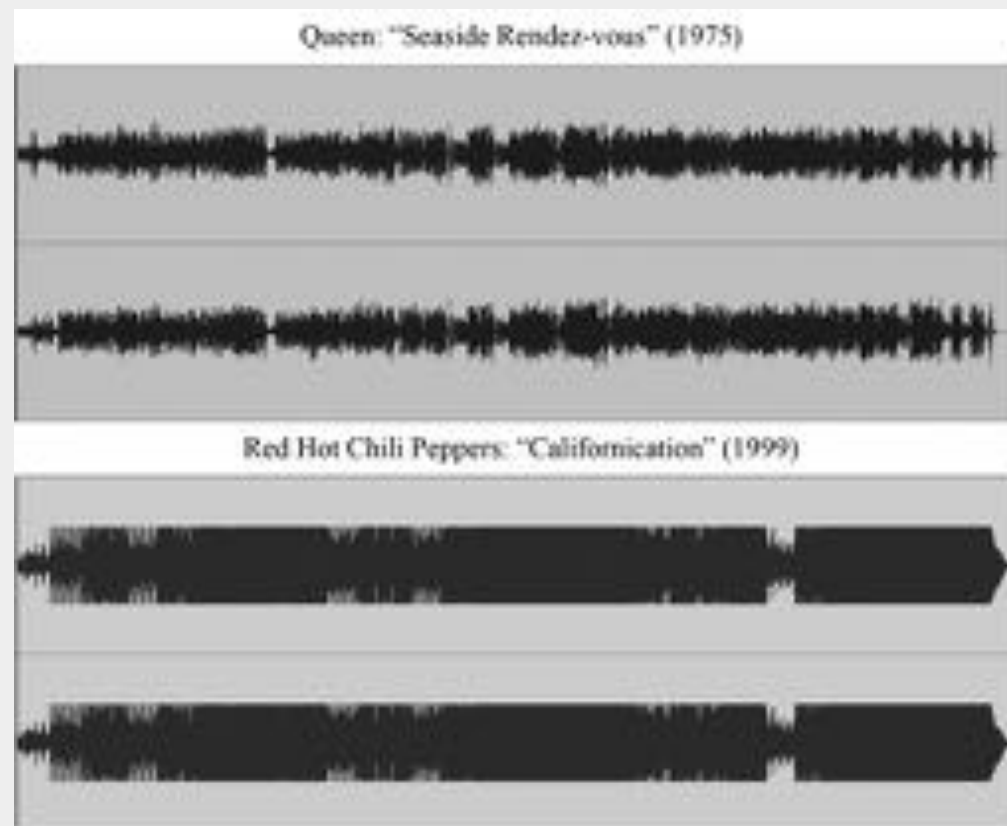 Queen: “Seaside Rendez-vous” (1975)
Red Hot Chili Peppers: “Californication” (1999)